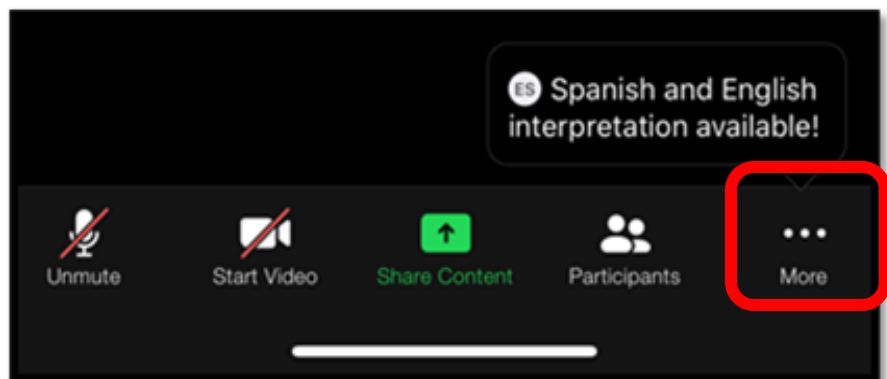 ES Spanish and English
interpretation available!
Unmute
Start Video
Share Content
Participants
More